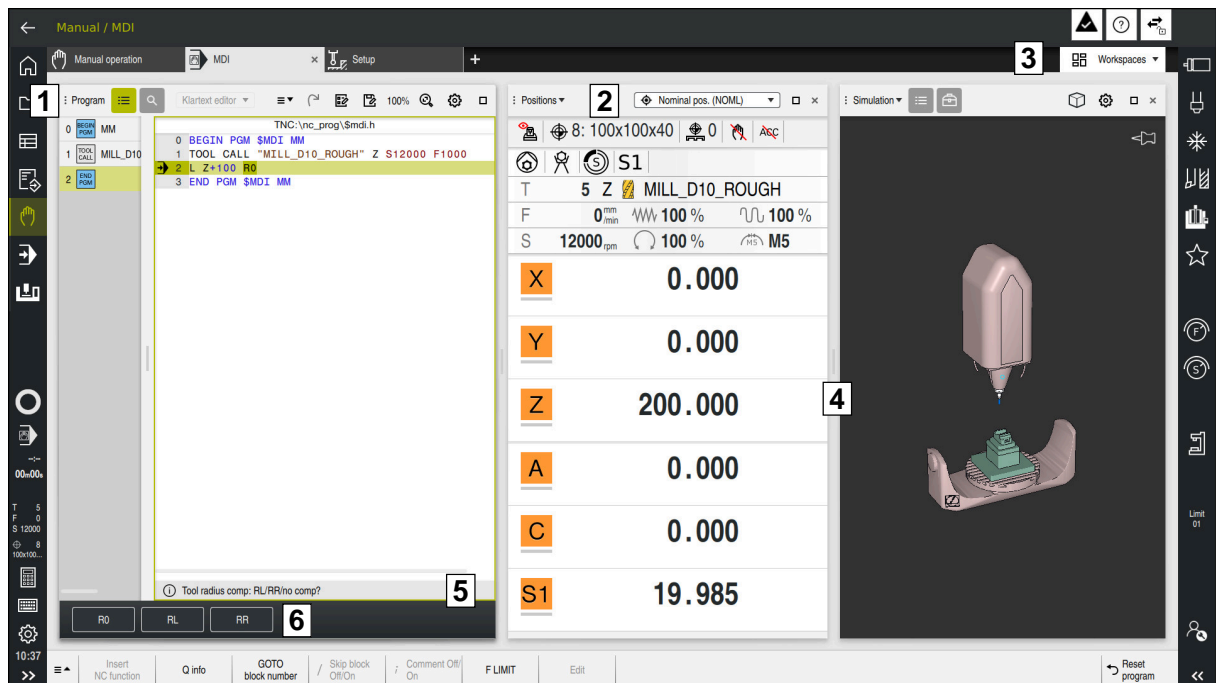 Manual / MDI
Manual operation
MDI
×
Setup
+
3
Workspaces
1
Program
Klartext editor
100%
2
Positions
Nominal pos. (NOML)
×
Simulation
×
0 BEGIN PGM MM
1 TOOL CALL MILL_D10
2 END PGM
TNC:\nc_prog\$mdi.h
0 BEGIN PGM $MDI MM
1 TOOL CALL "MILL_D10_ROUGH" Z S12000 F1000
2 L Z+100 R0
3 END PGM $MDI MM
8: 100x100x40 0 ACC
S S1
T 5 Z MILL_D10_ROUGH
F 0 mm/min 100 % 100 %
S 12000 rpm 100 % M5 M5
X 0.000
Y 0.000
Z 200.000
A 0.000
C 0.000
S1 19.985
4
Tool radius comp: RL/RR/no comp?
5
R0
RL
RR
6
--:--
00m00s
T 5
F 0
S 12000
8
100x100...
10:37
F
S
Limit
01
Insert
NC function
Q info
GOTO
block number
/ Skip block
Off/On
; Comment Off/
On
F LIMIT
Edit
Reset
program